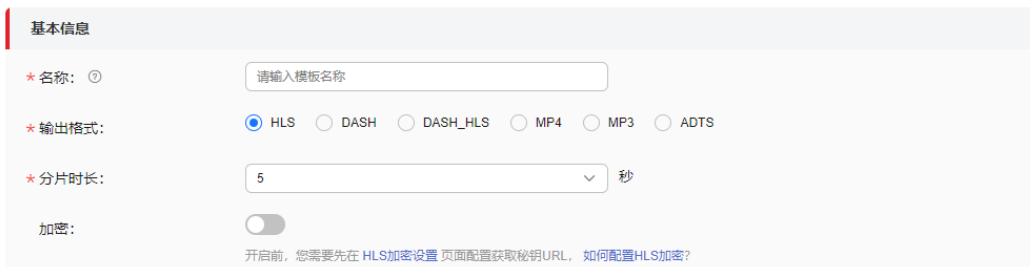 基本信息
* 名称： ?
请输入模板名称
* 输出格式： HLS DASH DASH_HLS MP4 MP3 ADTS
* 分片时长： 5 秒
加密：
开启前，您需要先在 HLS加密设置 页面配置获取秘钥URL， 如何配置HLS加密?